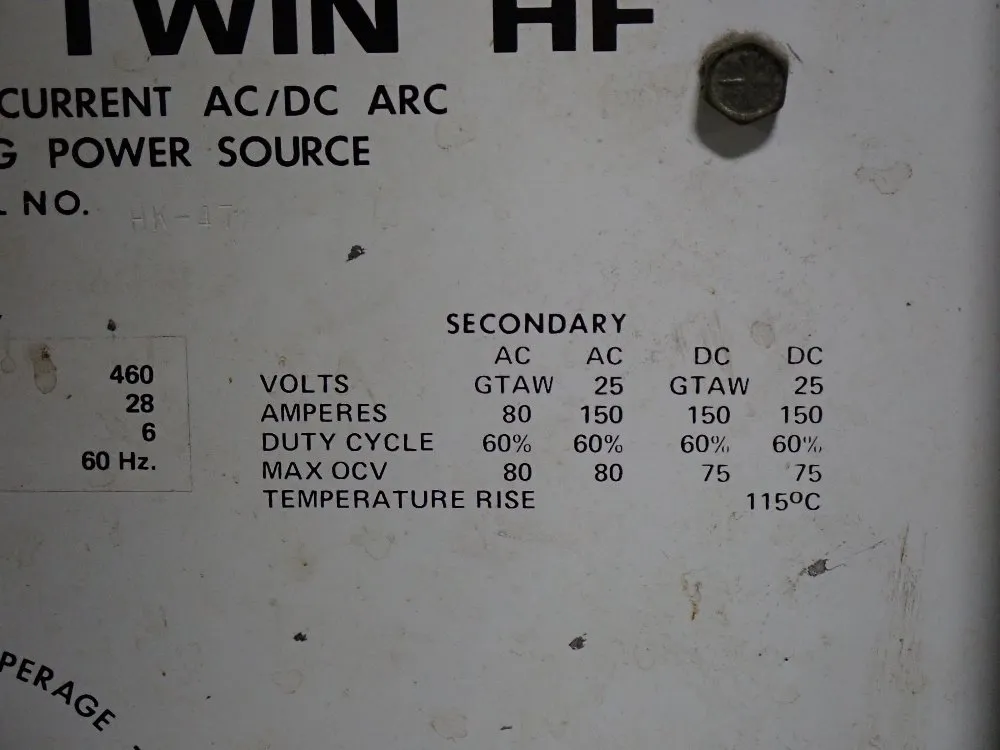 TWIN HF
CURRENT AC/DC ARC
G POWER SOURCE
L NO.
460
28
6
60 Hz.
SECONDARY
AC AC DC DC
VOLTS GTAW 25 GTAW 25
AMPERES 80 150 150 150
DUTY CYCLE 60% 60% 60% 60%
MAX OCV 80 80 75 75
TEMPERATURE RISE 115ºC
PERAGE